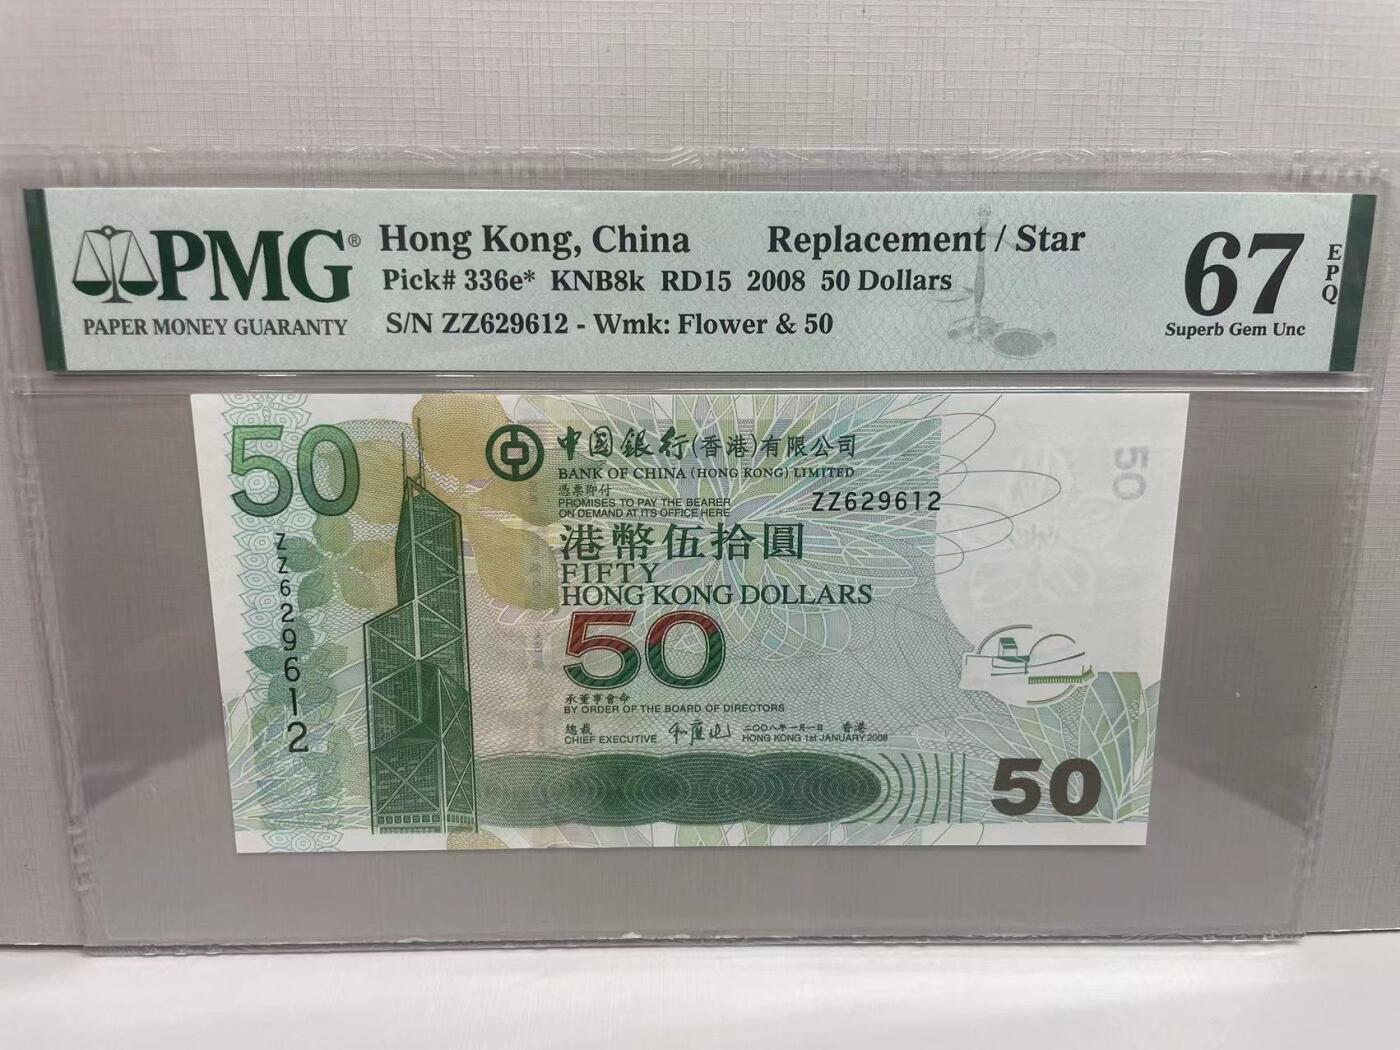 PMG®
PAPER MONEY GUARANTY
Hong Kong, China Replacement / Star
Pick# 336e* KNB8k RD15 2008 50 Dollars
S/N ZZ629612 - Wmk: Flower & 50
67
EPQ
Superb Gem Unc
50
中國銀行(香港)有限公司
BANK OF CHINA (HONG KONG) LIMITED
憑票即付
PROMISES TO PAY THE BEARER
ON DEMAND AT ITS OFFICE HERE
ZZ629612
港幣伍拾圓
FIFTY
HONG KONG DOLLARS
50
承董事會命
BY ORDER OF THE BOARD OF DIRECTORS
總裁
CHIEF EXECUTIVE
二〇〇八年一月一日 香港
HONG KONG 1st JANUARY 2008
ZZ629612
50
50